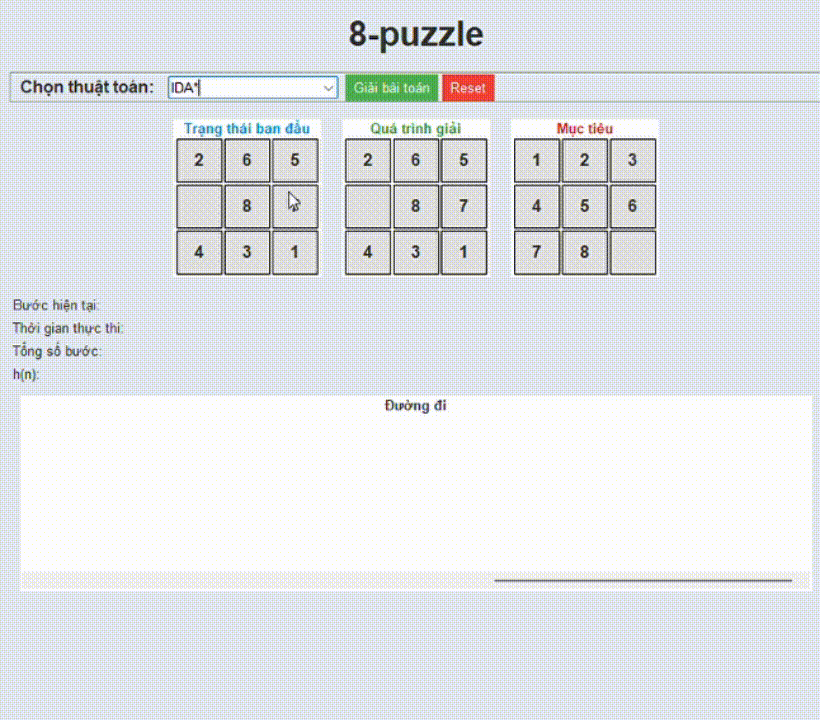 8-puzzle
Chọn thuật toán: IDA* Giải bài toán Reset
Trạng thái ban đầu Quá trình giải Mục tiêu
2 6 5 2 6 5 1 2 3
8 8 7 4 5 6
4 3 1 4 3 1 7 8
Bước hiện tại:
Thời gian thực thi:
Tổng số bước:
h(n):
Đường đi